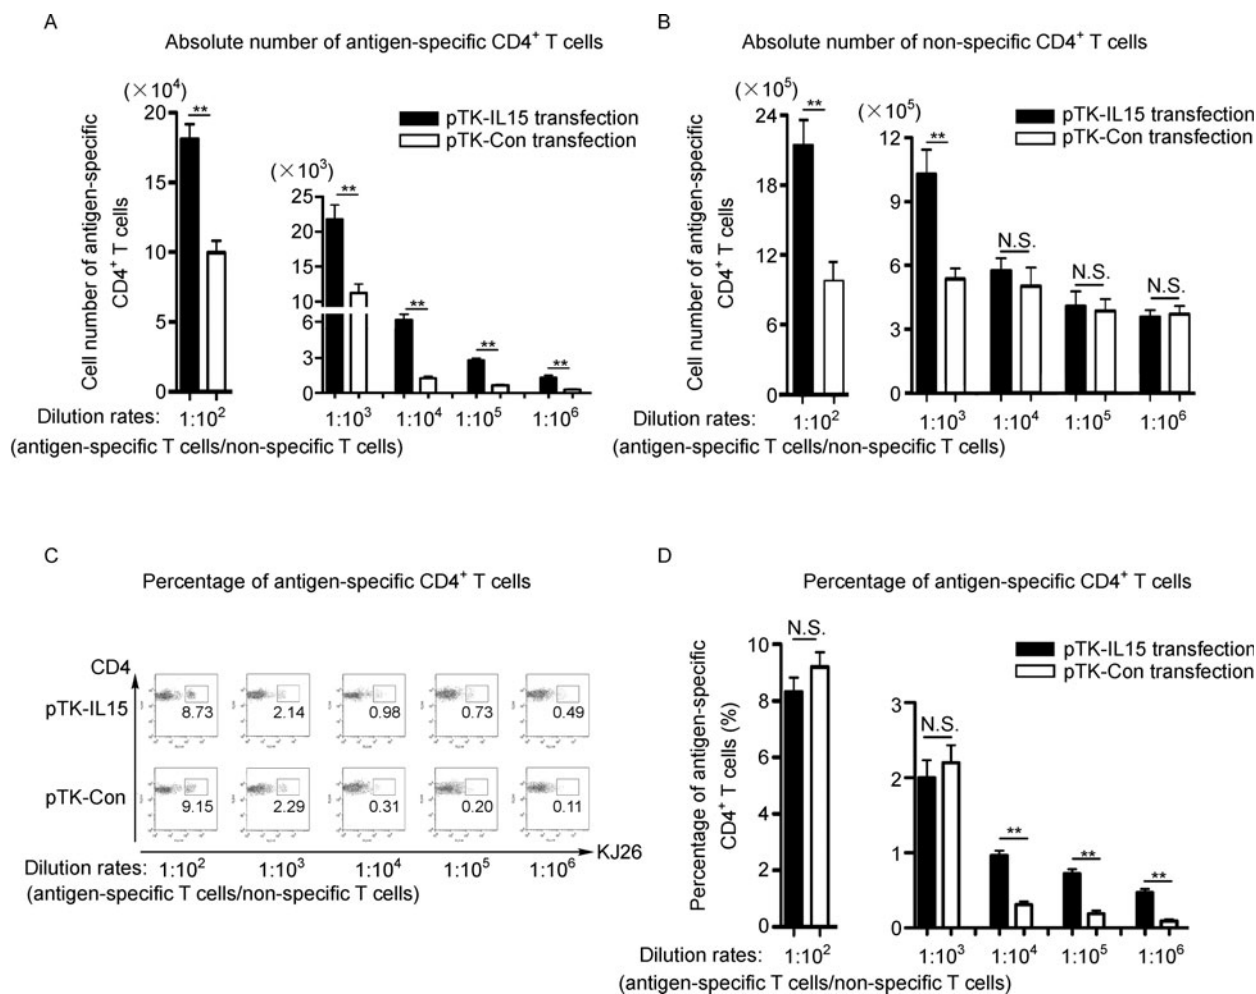 A
Absolute number of antigen-specific CD4⁺ T cells
(×10⁴)
20
15
10
5
0
**
Cell number of antigen-specific
CD4⁺ T cells
pTK-IL15 transfection
pTK-Con transfection
(×10³)
25
20
15
10
6
3
0
**
**
**
**
Dilution rates:
1:10²
1:10³
1:10⁴
1:10⁵
1:10⁶
(antigen-specific T cells/non-specific T cells)
B
Absolute number of non-specific CD4⁺ T cells
(×10⁵)
24
18
12
6
0
**
Cell number of antigen-specific
CD4⁺ T cells
pTK-IL15 transfection
pTK-Con transfection
(×10⁵)
12
9
6
3
0
**
N.S.
N.S.
N.S.
Dilution rates:
1:10²
1:10³
1:10⁴
1:10⁵
1:10⁶
(antigen-specific T cells/non-specific T cells)
C
Percentage of antigen-specific CD4⁺ T cells
CD4
pTK-IL15
8.73
2.14
0.98
0.73
0.49
pTK-Con
9.15
2.29
0.31
0.20
0.11
KJ26
Dilution rates:
1:10²
1:10³
1:10⁴
1:10⁵
1:10⁶
(antigen-specific T cells/non-specific T cells)
D
Percentage of antigen-specific CD4⁺ T cells
10
8
6
4
2
0
N.S.
Percentage of antigen-specific
CD4⁺ T cells (%)
pTK-IL15 transfection
pTK-Con transfection
3
2
1
0
N.S.
**
**
**
Dilution rates:
1:10²
1:10³
1:10⁴
1:10⁵
1:10⁶
(antigen-specific T cells/non-specific T cells)